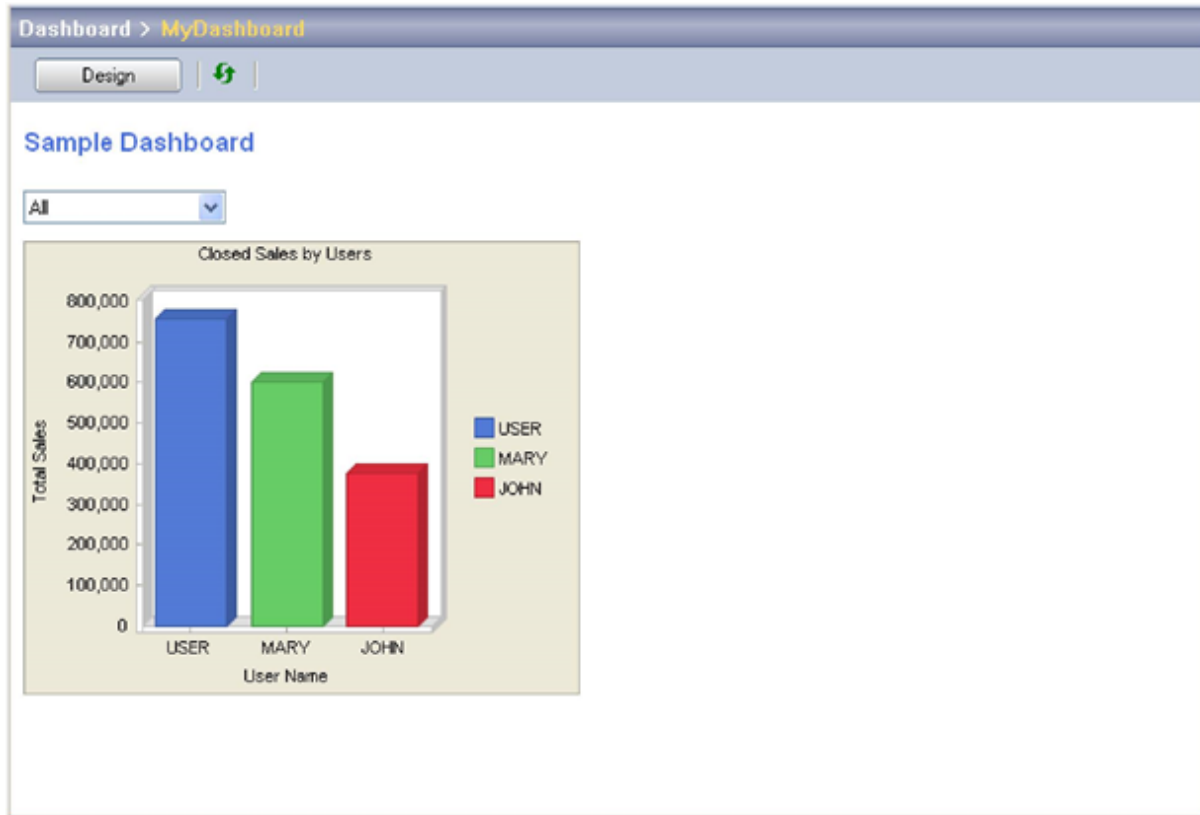 Dashboard > MyDashboard
Design
Sample Dashboard
All
Closed Sales by Users
Total Sales
800,000
700,000
600,000
500,000
400,000
300,000
200,000
100,000
0
USER MARY JOHN
User Name
USER
MARY
JOHN